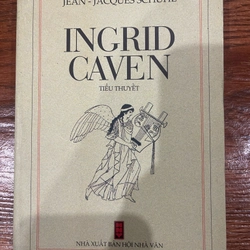 JEAN - JACQUES SCHUHL
INGRID
CAVEN
TIỂU THUYẾT
NHÀ XUẤT BẢN HỘI NHÀ VĂN